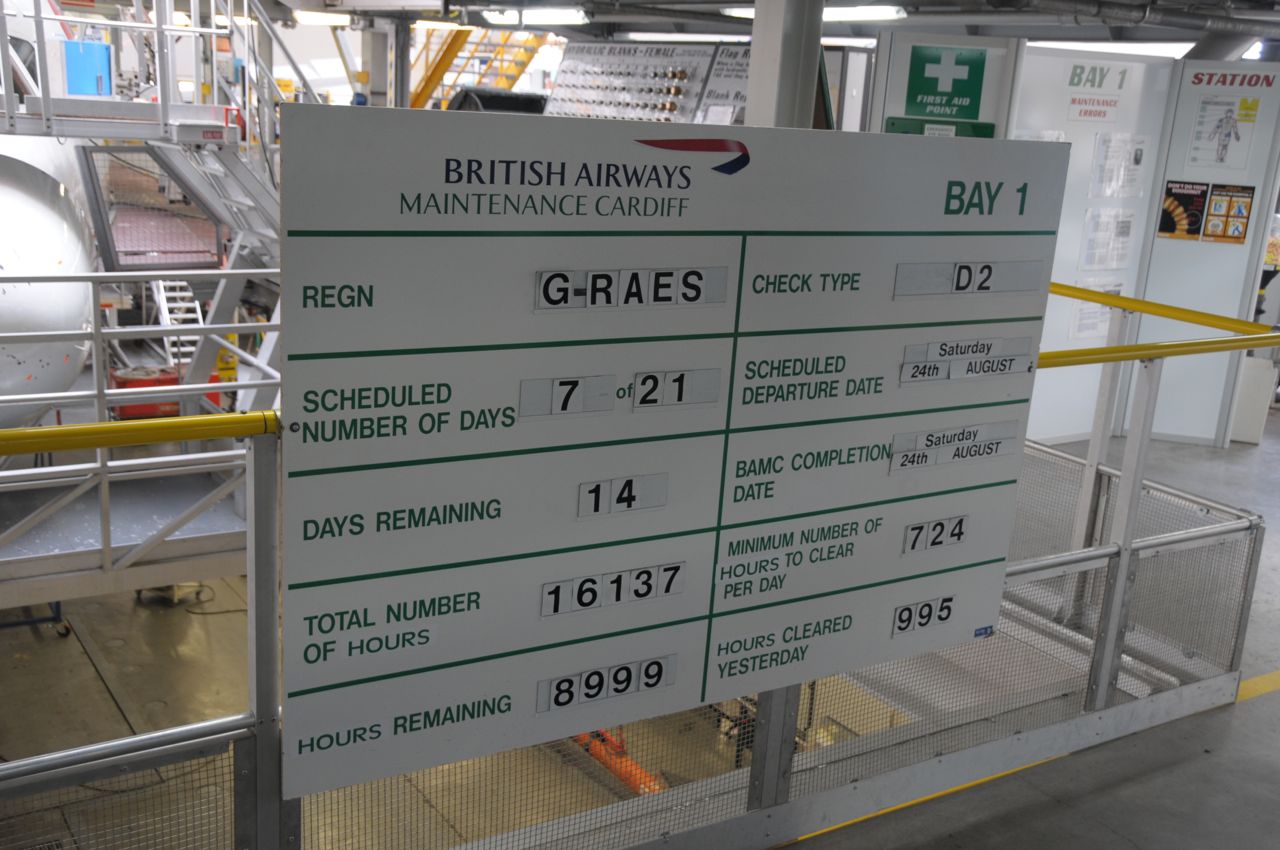 HYDRAULIC BLANKS-FEMALE
FIRST AID
POINT
BAY 1
MAINTENANCE
ERRORS
STATION
BRITISH AIRWAYS
MAINTENANCE CARDIFF
BAY 1
REGN G-RAES
CHECK TYPE D2
SCHEDULED
NUMBER OF DAYS 7 of 21
SCHEDULED
DEPARTURE DATE
Saturday
24th AUGUST
DAYS REMAINING 14
BAMC COMPLETION
DATE
Saturday
24th AUGUST
TOTAL NUMBER
OF HOURS
16137
MINIMUM NUMBER OF
HOURS TO CLEAR
PER DAY
724
HOURS REMAINING 8999
HOURS CLEARED
YESTERDAY
995